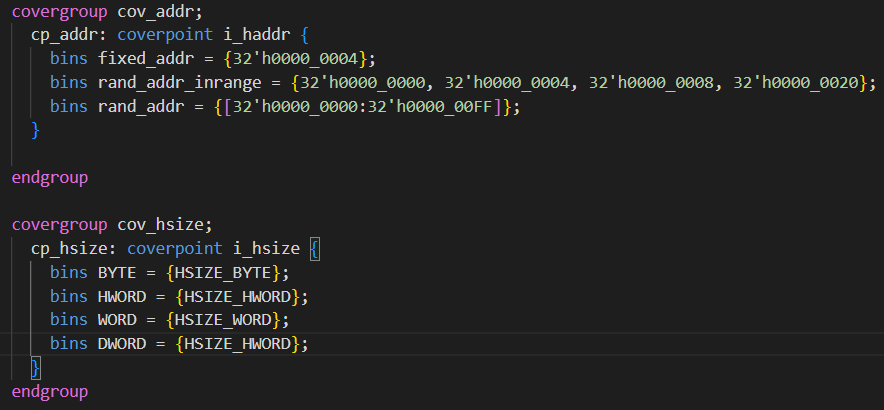 covergroup cov_addr;
cp_addr: coverpoint i_haddr {
bins fixed_addr = {32'h0000_0004};
bins rand_addr_inrange = {32'h0000_0000, 32'h0000_0004, 32'h0000_0008, 32'h0000_0020};
bins rand_addr = {[32'h0000_0000:32'h0000_00FF]};
}
endgroup
covergroup cov_hsize;
cp_hsize: coverpoint i_hsize {
bins BYTE = {HSIZE_BYTE};
bins HWORD = {HSIZE_HWORD};
bins WORD = {HSIZE_WORD};
bins DWORD = {HSIZE_HWORD};
}
endgroup